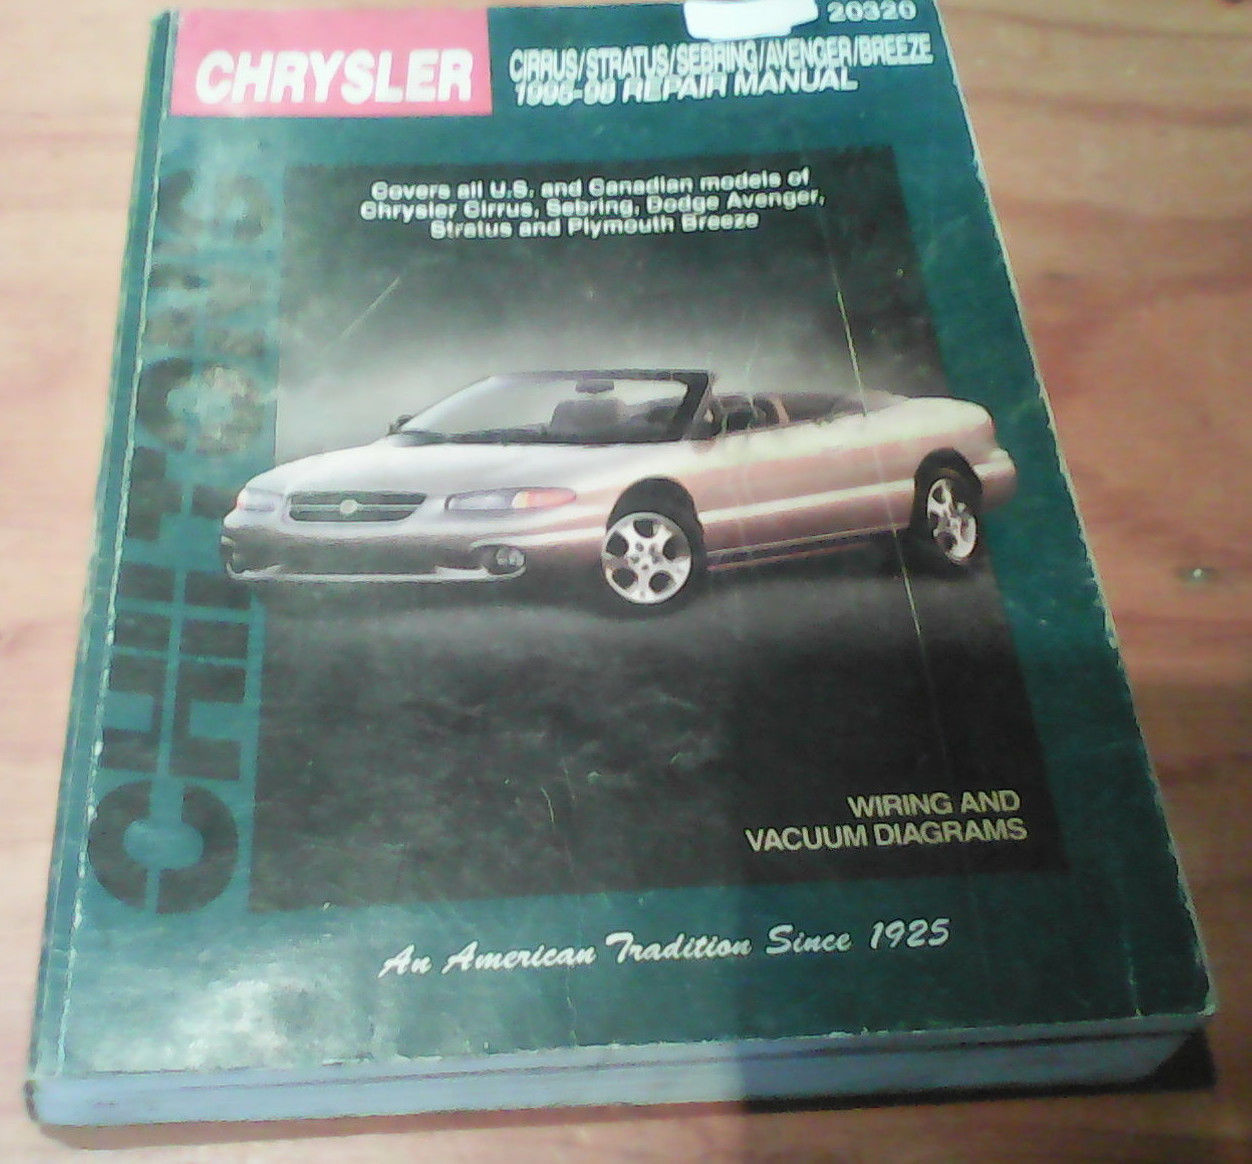 20320
CHRYSLER
CIRRUS/STRATUS/SEBRING/AVENGER/BREEZE
1995-98 REPAIR MANUAL
Covers all U.S. and Canadian models of
Chrysler Cirrus, Sebring, Dodge Avenger,
Stratus and Plymouth Breeze
CHILTON'S
WIRING AND
VACUUM DIAGRAMS
An American Tradition Since 1925